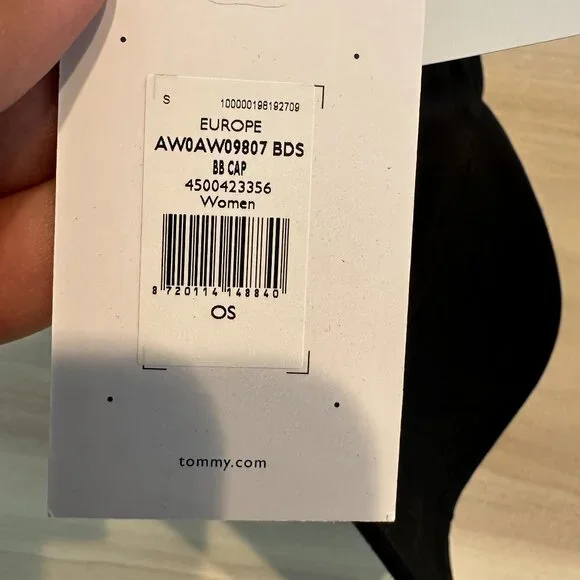 S 100000198192709
EUROPE
AW0AW09807 BDS
BB CAP
4500423356
Women
8 720114 148840
OS
tommy.com